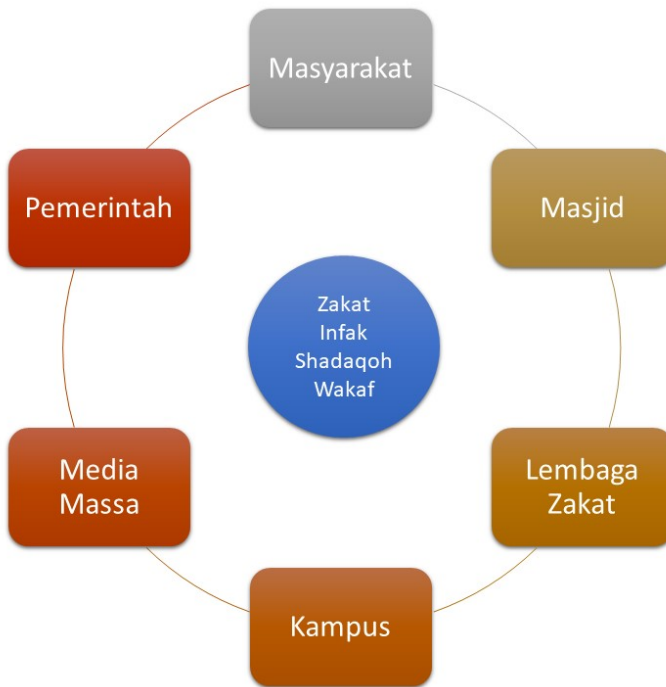 Masyarakat
Pemerintah
Masjid
Zakat
Infak
Shadaqoh
Wakaf
Media
Massa
Lembaga
Zakat
Kampus